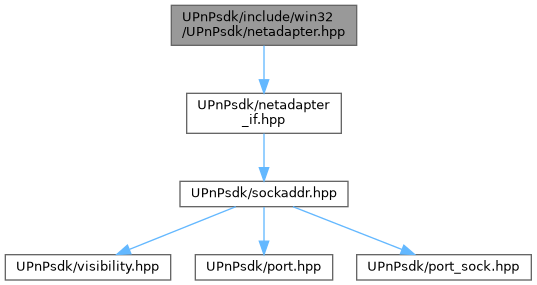 UPnPsdk/include/win32
/UPnPsdk/netadapter.hpp
UPnPsdk/netadapter
_if.hpp
UPnPsdk/sockaddr.hpp
UPnPsdk/visibility.hpp
UPnPsdk/port.hpp
UPnPsdk/port_sock.hpp